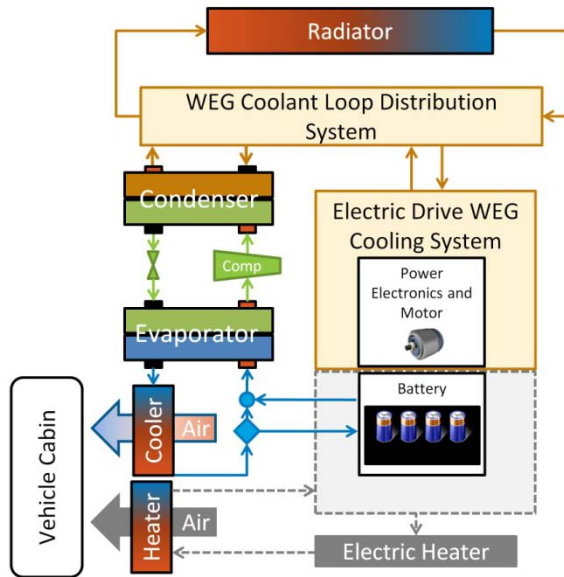 Radiator
WEG Coolant Loop Distribution
System
Condenser
Electric Drive WEG
Cooling System
Comp
Power
Electronics and
Motor
Evaporator
Battery
Vehicle Cabin
Cooler
Air
Heater
Air
Electric Heater